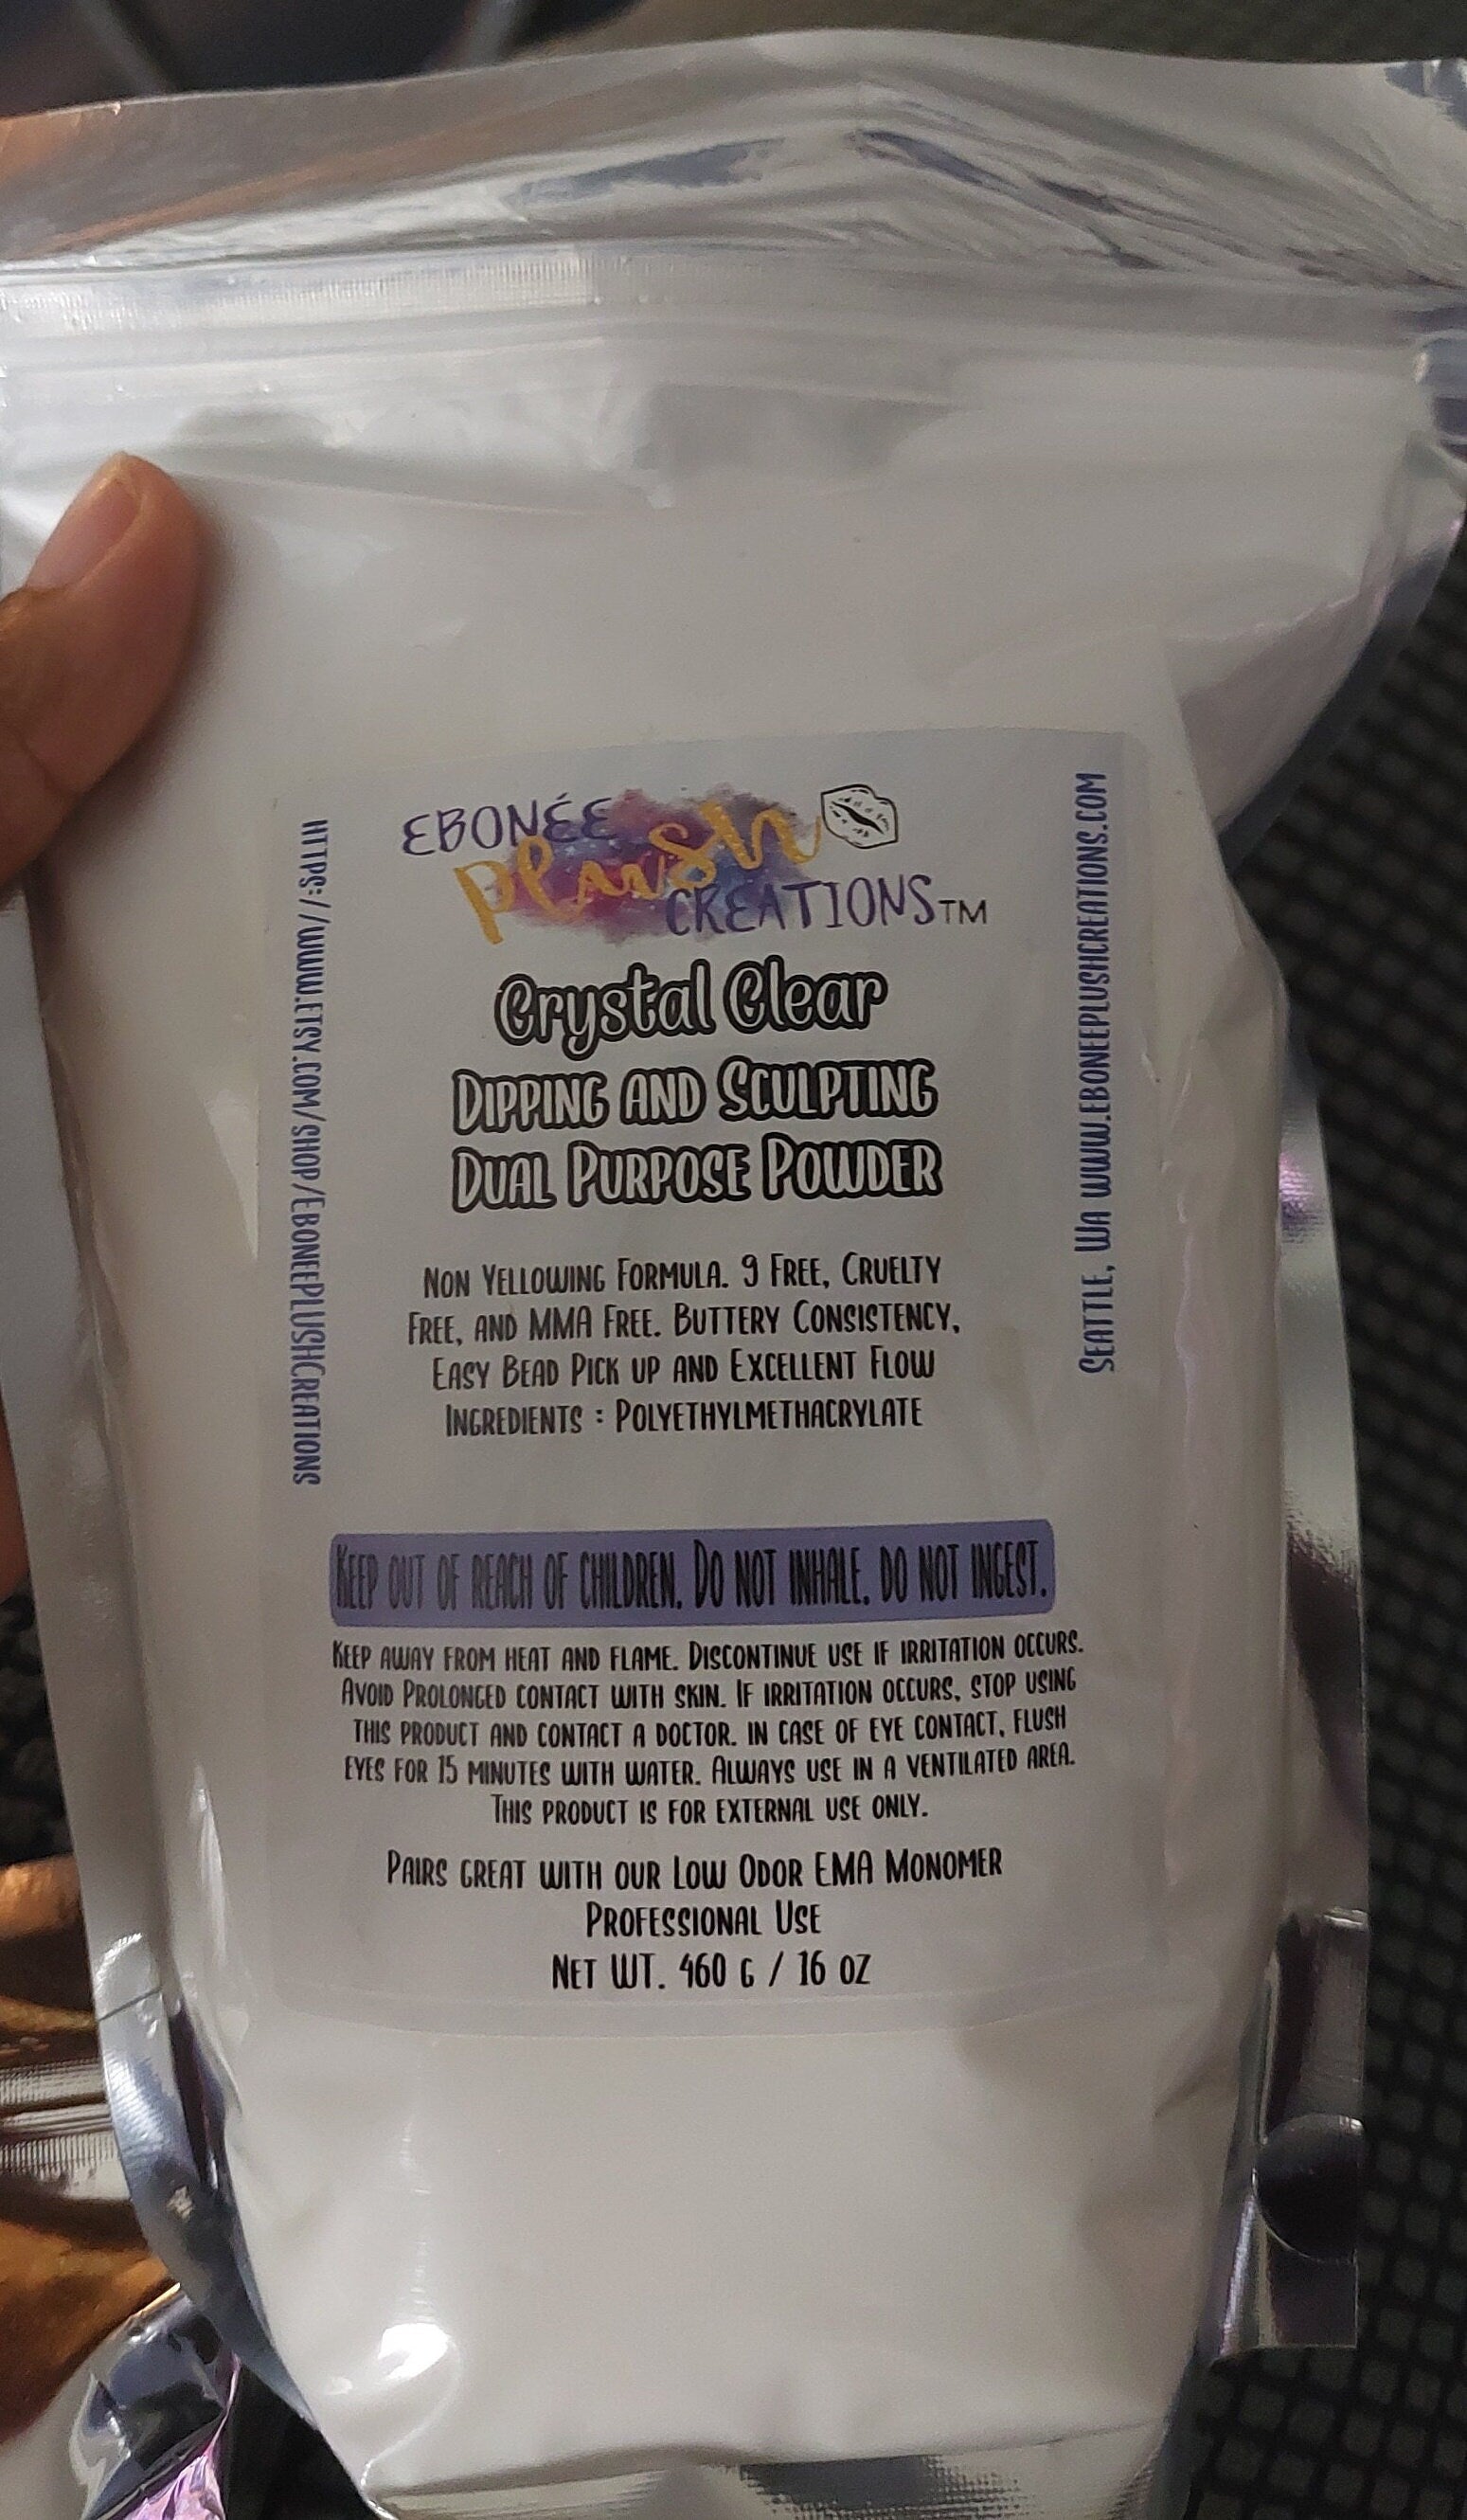 EBONÉE
plush
CREATIONS™
Crystal Clear
DIPPING AND SCULPTING
DUAL PURPOSE POWDER
NON YELLOWING FORMULA. 9 FREE, CRUELTY
FREE, AND MMA FREE. BUTTERY CONSISTENCY,
EASY BEAD PICK UP AND EXCELLENT FLOW
INGREDIENTS : POLYETHYLMETHACRYLATE
KEEP OUT OF REACH OF CHILDREN. DO NOT INHALE. DO NOT INGEST.
KEEP AWAY FROM HEAT AND FLAME. DISCONTINUE USE IF IRRITATION OCCURS.
AVOID PROLONGED CONTACT WITH SKIN. IF IRRITATION OCCURS, STOP USING
THIS PRODUCT AND CONTACT A DOCTOR. IN CASE OF EYE CONTACT, FLUSH
EYES FOR 15 MINUTES WITH WATER. ALWAYS USE IN A VENTILATED AREA.
THIS PRODUCT IS FOR EXTERNAL USE ONLY.
PAIRS GREAT WITH OUR LOW ODOR EMA MONOMER
PROFESSIONAL USE
NET WT. 460 G / 16 OZ
HTTPS://WWW.ETSY.COM/SHOP/EBONEEPLUSHCREATIONS
SEATTLE, WA WWW.EBONEEPLUSHCREATIONS.COM